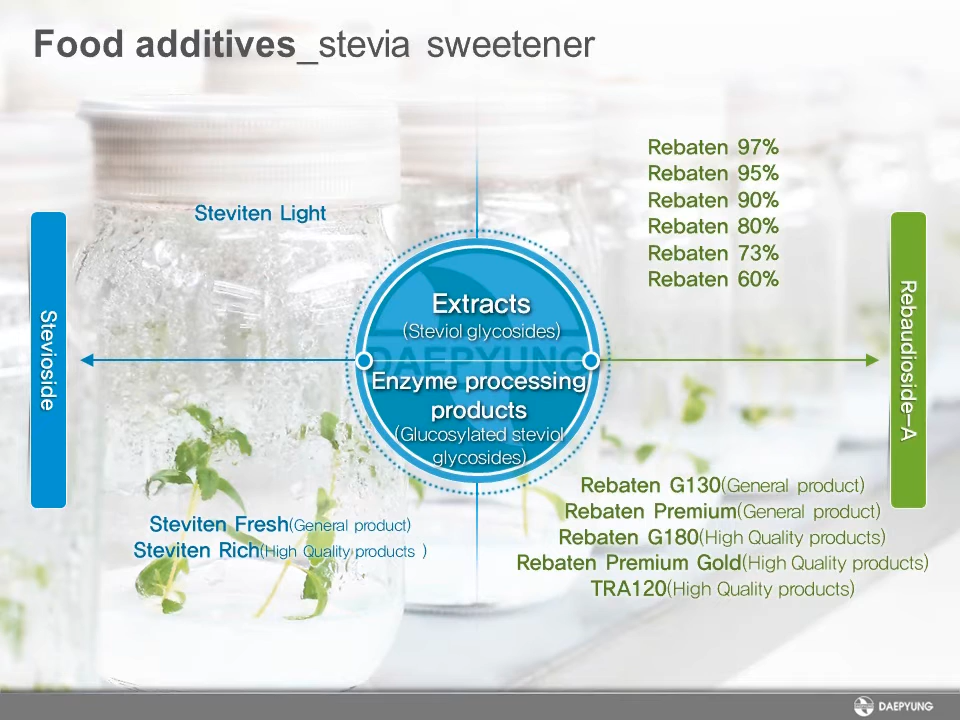 Food additives_stevia sweetener
Rebaten 97%
Rebaten 95%
Rebaten 90%
Rebaten 80%
Rebaten 73%
Rebaten 60%
Steviten Light
Stevioside
Extracts
(Steviol glycosides)
DAEPYUNG
Enzyme processing
products
(Glucosylated steviol
glycosides)
Rebaudioside-A
Rebaten G130(General product)
Rebaten Premium(General product)
Rebaten G180(High Quality products)
Rebaten Premium Gold(High Quality products)
TRA120(High Quality products)
Steviten Fresh(General product)
Steviten Rich(High Quality products )
DAEPYUNG